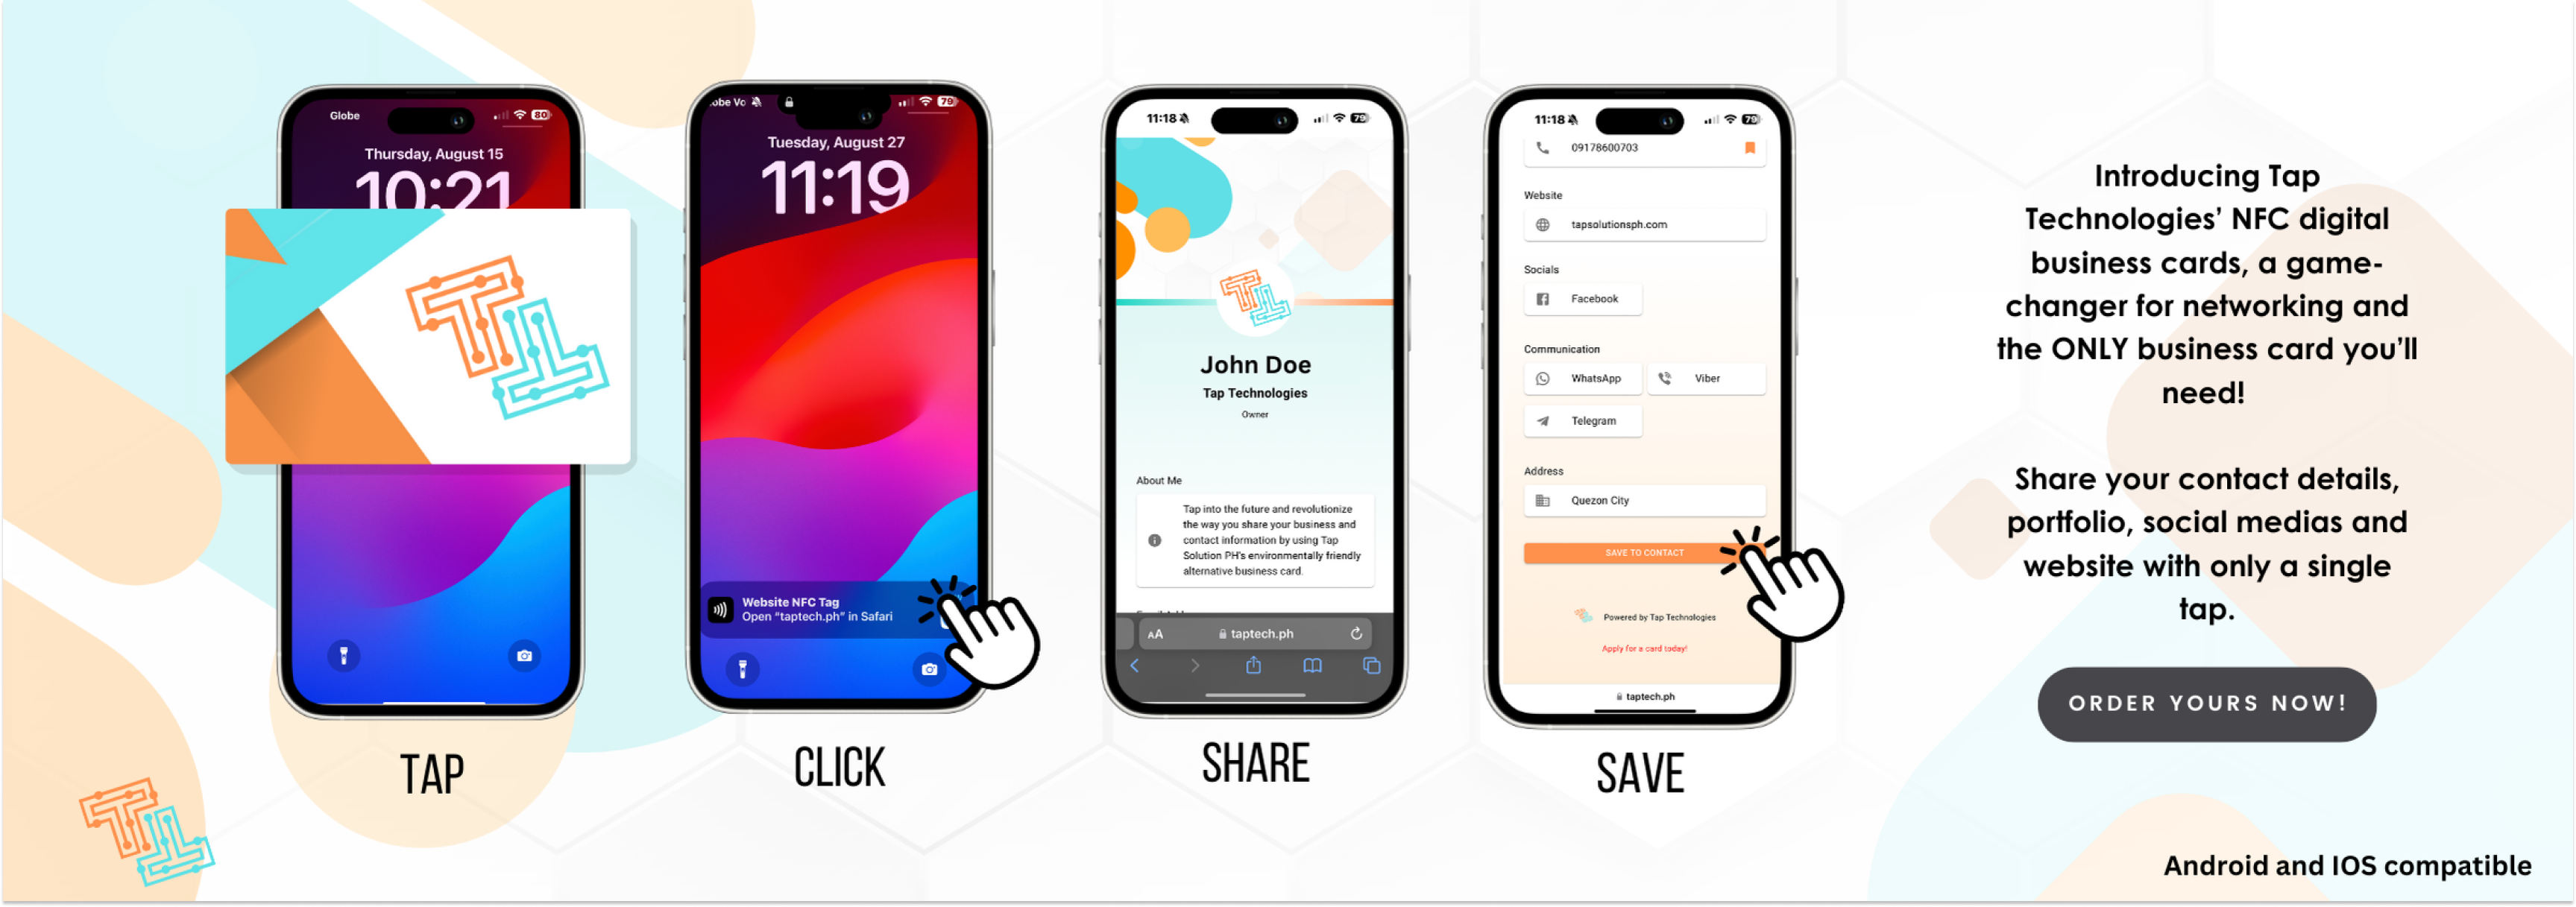 Globe
80
Thursday, August 15
10:21
TAP
obe Vo
79
Tuesday, August 27
11:19
Website NFC Tag
Open “taptech.ph” in Safari
CLICK
11:18
79
John Doe
Tap Technologies
Owner
About Me
Tap into the future and revolutionize
the way you share your business and
contact information by using Tap
Solution PH's environmentally friendly
alternative business card.
AA
taptech.ph
SHARE
11:18
79
09178600703
Website
tapsolutionsph.com
Socials
Facebook
Communication
WhatsApp
Viber
Telegram
Address
Quezon City
SAVE TO CONTACT
Powered by Tap Technologies
Apply for a card today!
taptech.ph
SAVE
Introducing Tap
Technologies’ NFC digital
business cards, a game-
changer for networking and
the ONLY business card you’ll
need!
Share your contact details,
portfolio, social medias and
website with only a single
tap.
ORDER YOURS NOW!
Android and IOS compatible